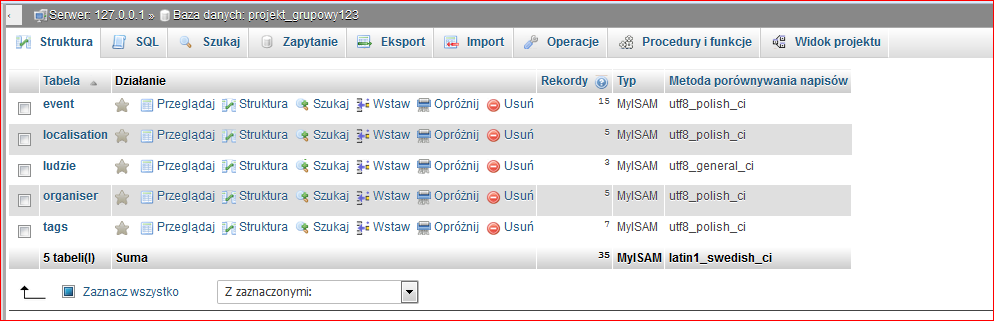 Serwer: 127.0.0.1 » Baza danych: projekt_grupowy123
Struktura SQL Szukaj Zapytanie Eksport Import Operacje Procedury i funkcje Widok projektu
Tabela Działanie Rekordy Typ Metoda porównywania napisów
event Przeglądaj Struktura Szukaj Wstaw Opróżnij Usuń 15 MyISAM utf8_polish_ci
localisation Przeglądaj Struktura Szukaj Wstaw Opróżnij Usuń 5 MyISAM utf8_polish_ci
ludzie Przeglądaj Struktura Szukaj Wstaw Opróżnij Usuń 3 MyISAM utf8_general_ci
organiser Przeglądaj Struktura Szukaj Wstaw Opróżnij Usuń 5 MyISAM utf8_polish_ci
tags Przeglądaj Struktura Szukaj Wstaw Opróżnij Usuń 7 MyISAM utf8_polish_ci
5 tabel(l) Suma 35 MyISAM latin1_swedish_ci
Zaznacz wszystko Z zaznaczonymi: